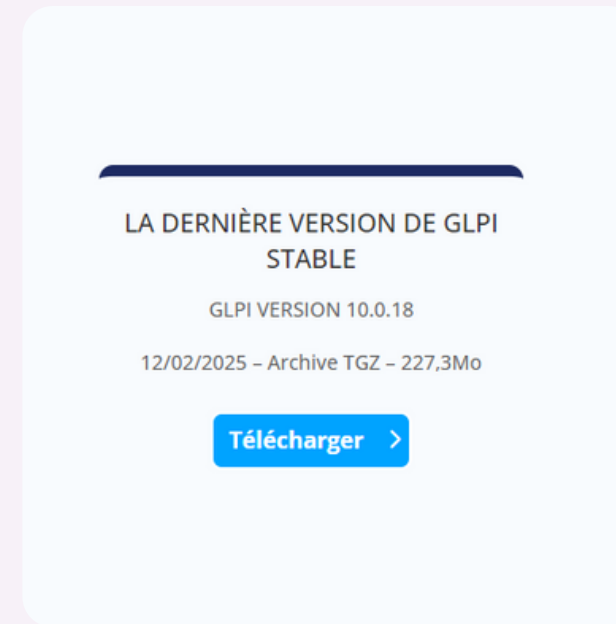 LA DERNIÈRE VERSION DE GLPI
STABLE
GLPI VERSION 10.0.18
12/02/2025 – Archive TGZ – 227,3Mo
Télécharger